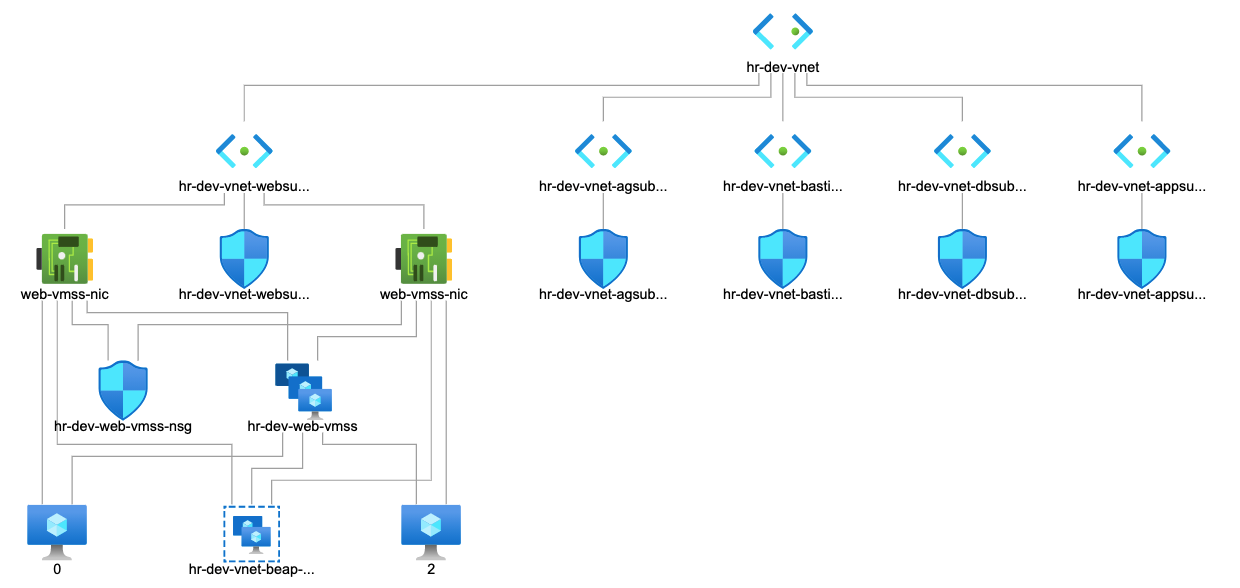 hr-dev-vnet
hr-dev-vnet-websu...
hr-dev-vnet-agsub...
hr-dev-vnet-basti...
hr-dev-vnet-dbsub...
hr-dev-vnet-appsu...
web-vmss-nic
hr-dev-vnet-websu...
web-vmss-nic
hr-dev-vnet-agsub...
hr-dev-vnet-basti...
hr-dev-vnet-dbsub...
hr-dev-vnet-appsu...
hr-dev-web-vmss-nsg
hr-dev-web-vmss
0
hr-dev-vnet-beap-...
2